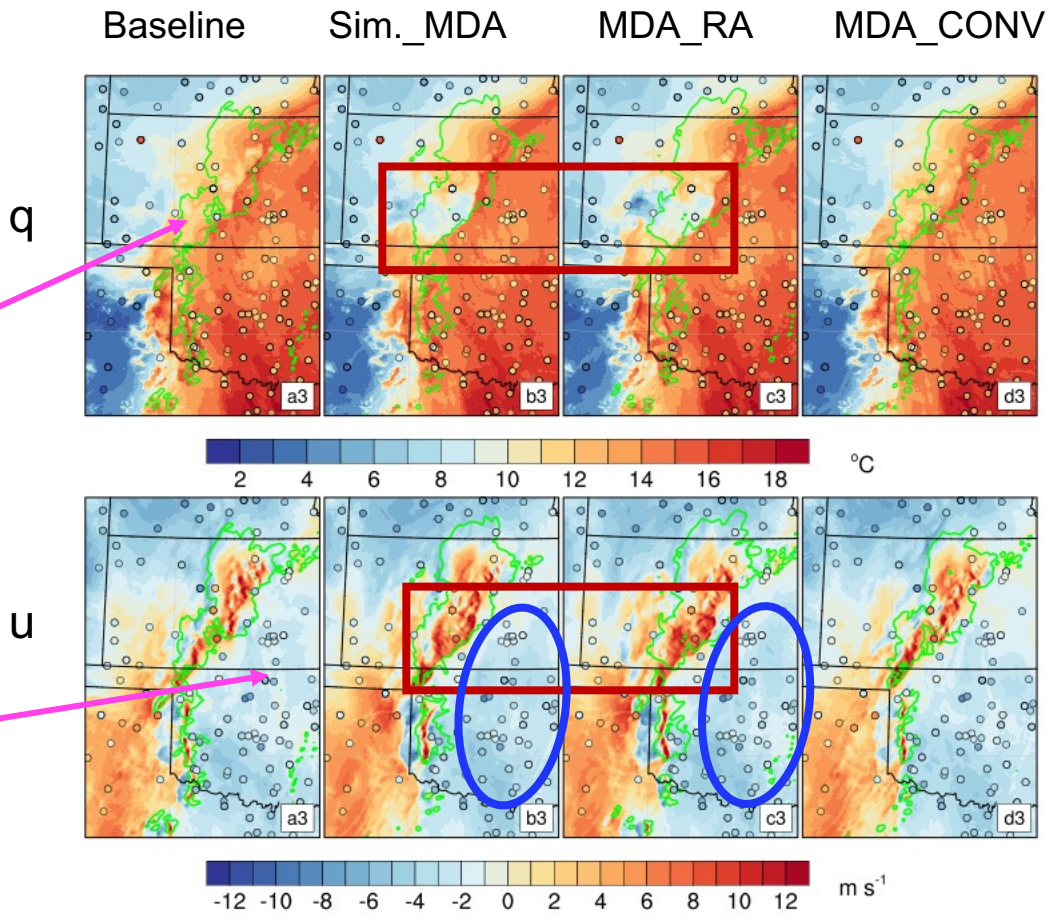 Baseline Sim._MDA MDA_RA MDA_CONV
q
a3 b3 c3 d3
2 4 6 8 10 12 14 16 18 °C
u
a3 b3 c3 d3
-12 -10 -8 -6 -4 -2 0 2 4 6 8 10 12 m s⁻¹